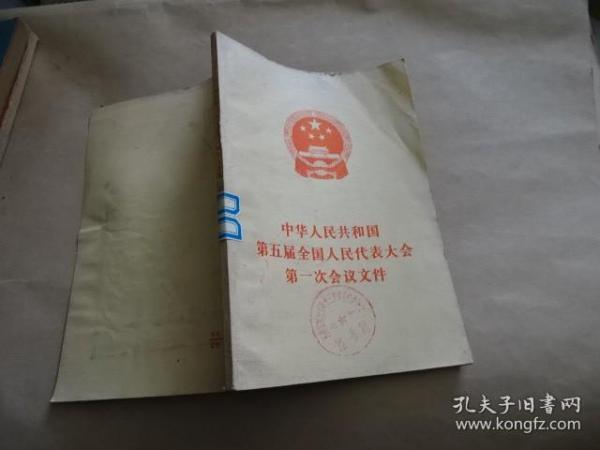 中华人民共和国
第五届全国人民代表大会
第一次会议文件
孔夫子旧书网
www.kongfz.com